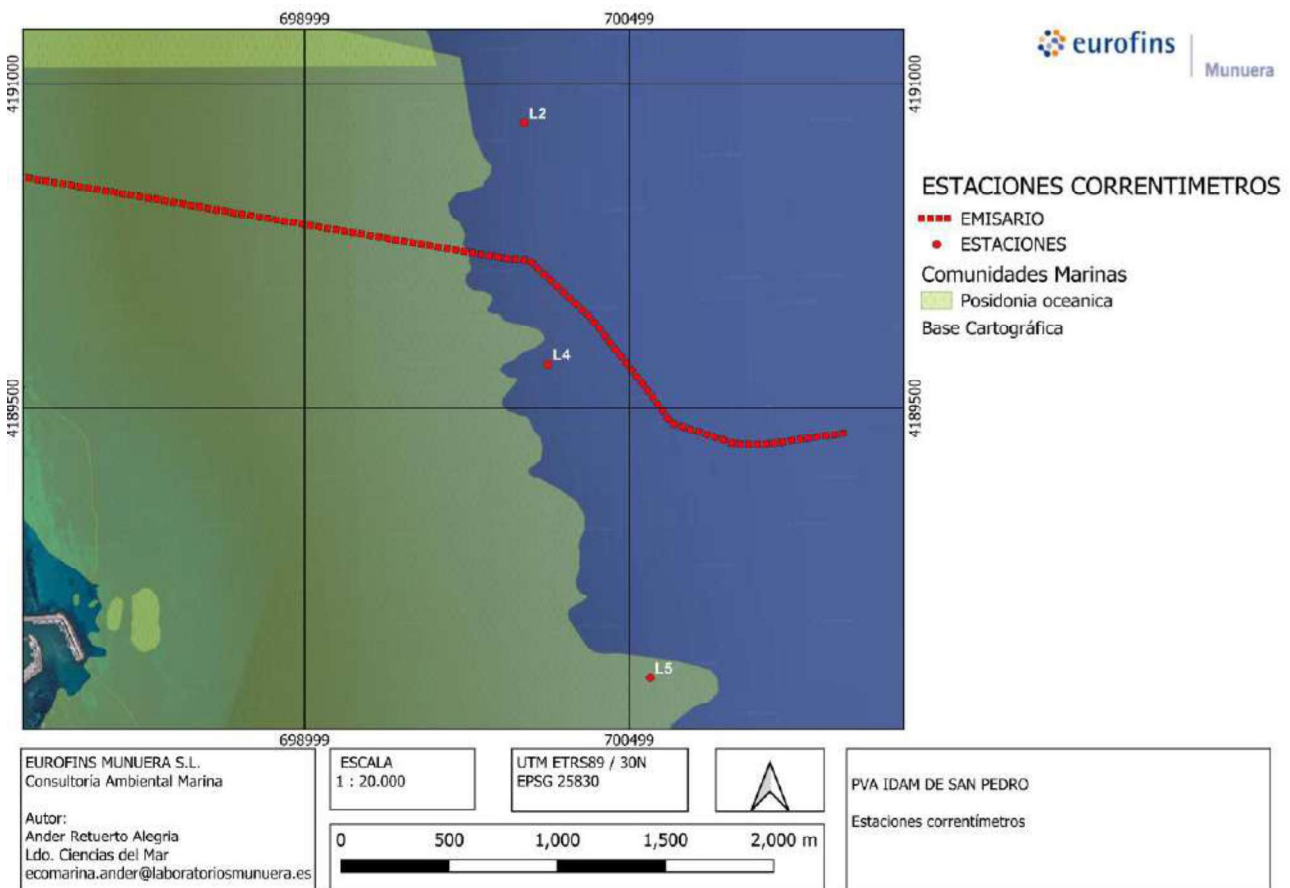 698999
700499
4191000
4191000
4189500
4189500
L2
L4
L5
698999
700499
eurofins
Munuera
ESTACIONES CORRENTIMETROS
EMISARIO
ESTACIONES
Comunidades Marinas
Posidonia oceanica
Base Cartográfica
EUROFINS MUNUERA S.L.
Consultoría Ambiental Marina
Autor:
Ander Retuerto Alegria
Ldo. Ciencias del Mar
ecomarina.ander@laboratoriosmunuera.es
ESCALA
1 : 20.000
UTM ETRS89 / 30N
EPSG 25830
0 500 1,000 1,500 2,000 m
PVA IDAM DE SAN PEDRO
Estaciones correntímetros